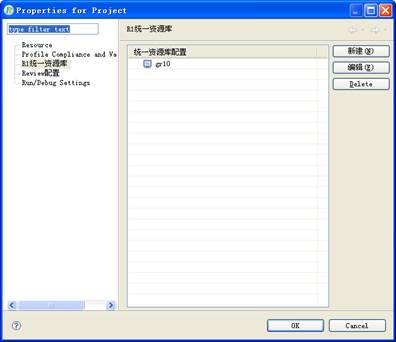 Properties for Project
type filter text
Resource
Profile Compliance and Va
R1统一资源库
Review配置
Run/Debug Settings
R1统一资源库
统一资源库配置
gr10
新建(N)
编辑(E)
Delete
OK
Cancel